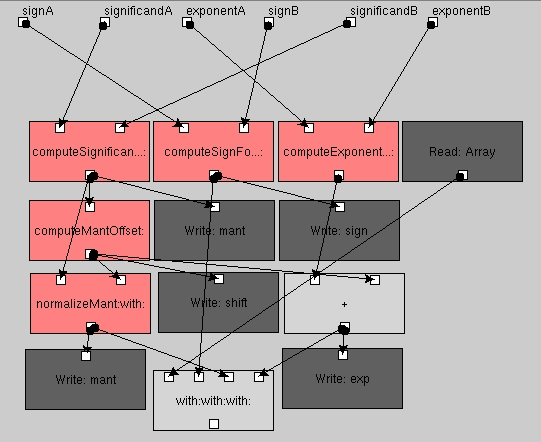 signA significandA exponentA signB significandB exponentB
computeSignifican...: computeSignFo...: computeExponent...: Read: Array
computeMantOffset: Write: mant Write: sign
normalizeMant:with: Write: shift +
Write: mant with:with:with: Write: exp